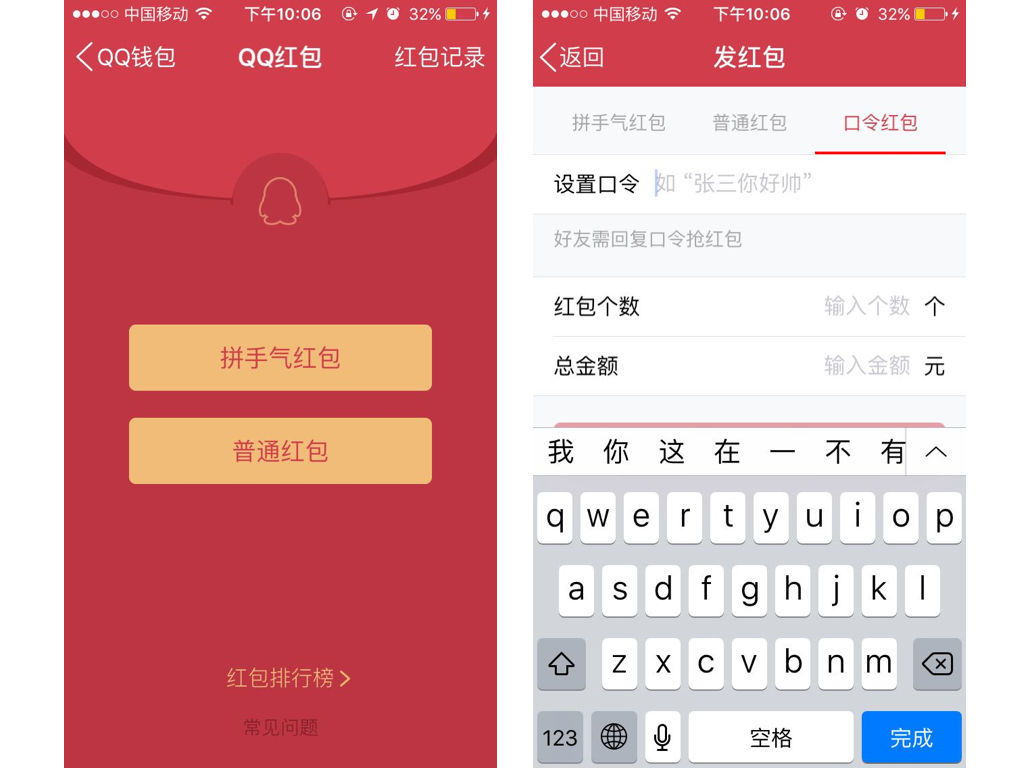 中国移动 下午10:06 32%
QQ钱包 QQ红包 红包记录
拼手气红包
普通红包
红包排行榜
常见问题
中国移动 下午10:06 32%
返回 发红包
拼手气红包 普通红包 口令红包
设置口令 如 “张三你好帅”
好友需回复口令抢红包
红包个数 输入个数 个
总金额 输入金额 元
我 你 这 在 一 不 有
q w e r t y u i o p
a s d f g h j k l
z x c v b n m
123 空格 完成